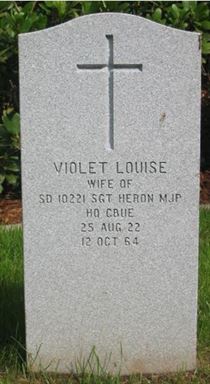 VIOLET LOUISE
WIFE OF
SD 10221 SGT HERON MJP
HQ CBUE
25 AUG 22
12 OCT 64